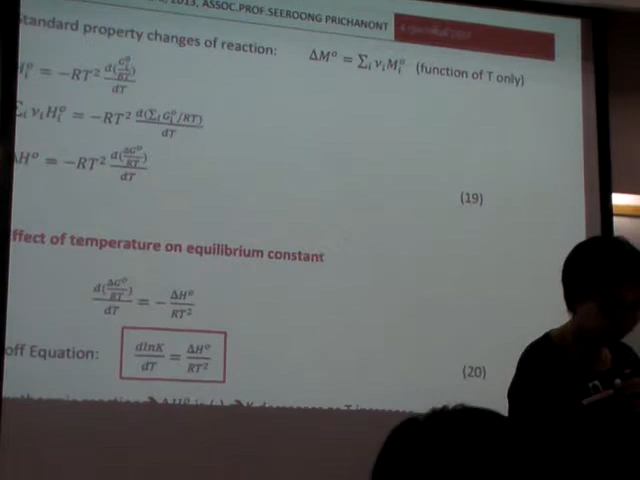 2013, ASSOC.PROF.SEEROONG PRICHANONT
Standard property changes of reaction: ΔM° = Σᵢ νᵢMᵢ° (function of T only)
Hᵢ° = −RT² d(Gᵢ°/RT)/dT
Σᵢ νᵢHᵢ° = −RT² d(Σᵢ Gᵢ°/RT)/dT
ΔH° = −RT² d(ΔG°/RT)/dT
(19)
ffect of temperature on equilibrium constant
d(ΔG°/RT)/dT = − ΔH°/RT²
off Equation: dlnK/dT = ΔH°/RT² (20)